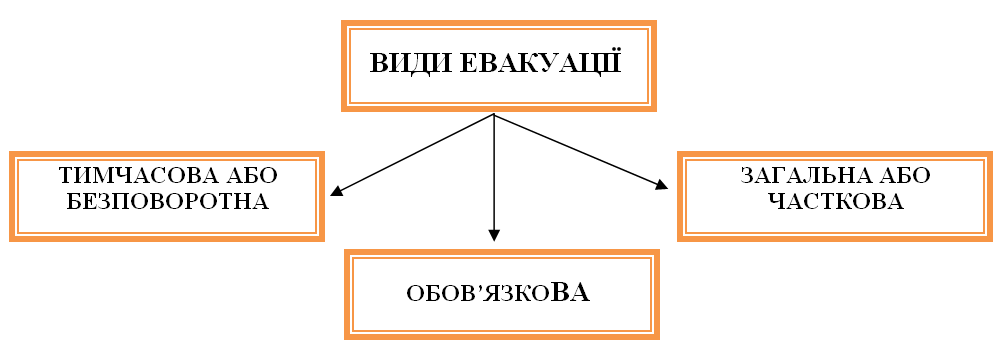 ВИДИ ЕВАКУАЦІЇ
ТИМЧАСОВА АБО
БЕЗПОВОРОТНА
ЗАГАЛЬНА АБО
ЧАСТКОВА
ОБОВ’ЯЗКОВА